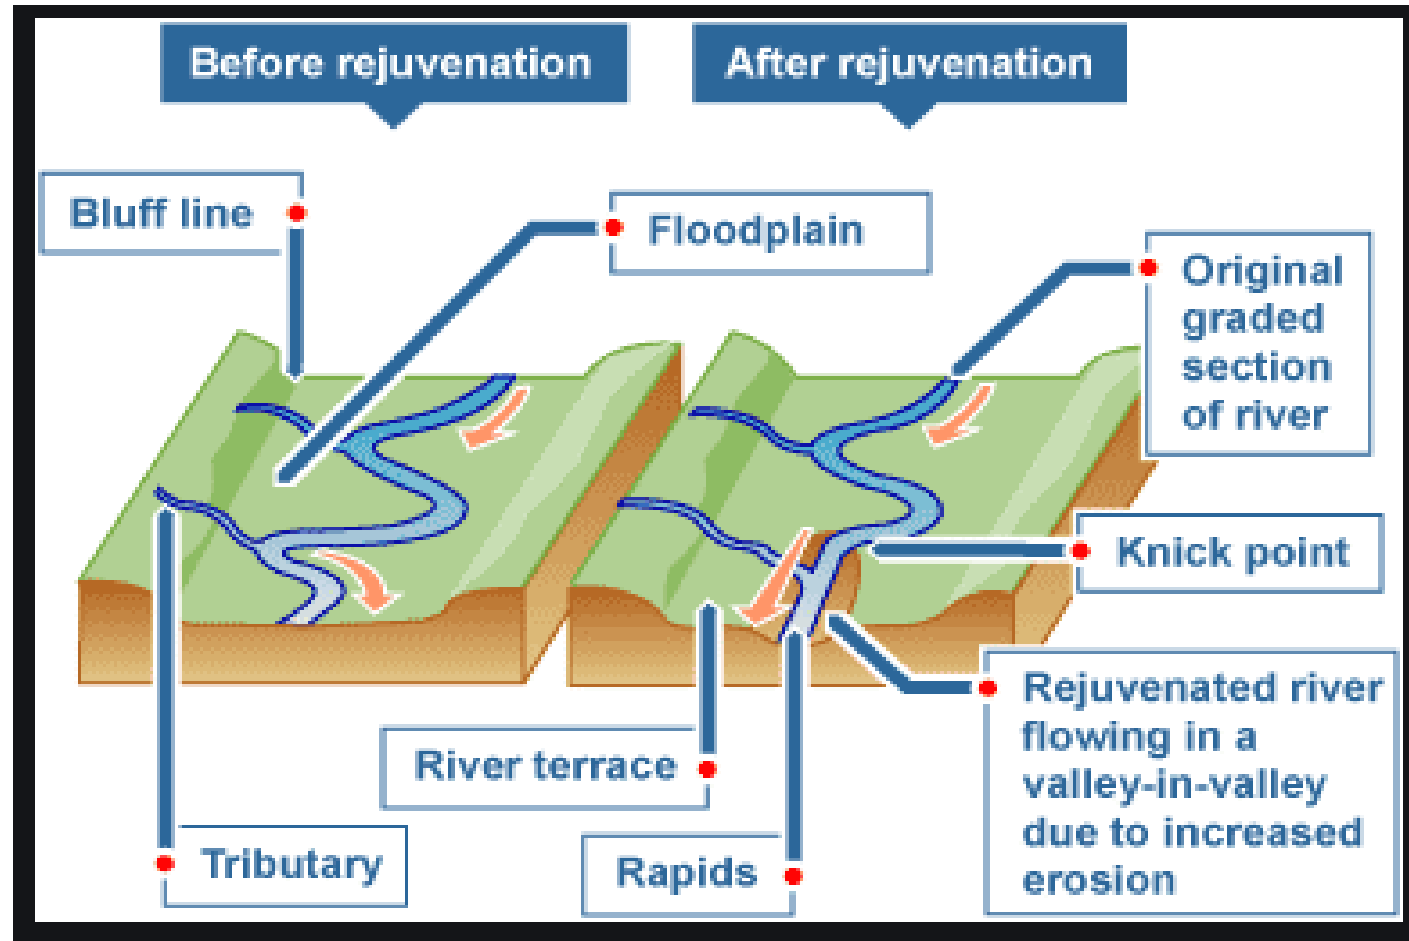 Before rejuvenation
After rejuvenation
Bluff line
Floodplain
Original
graded
section
of river
Knick point
Rejuvenated river
flowing in a
valley-in-valley
due to increased
erosion
River terrace
Tributary
Rapids